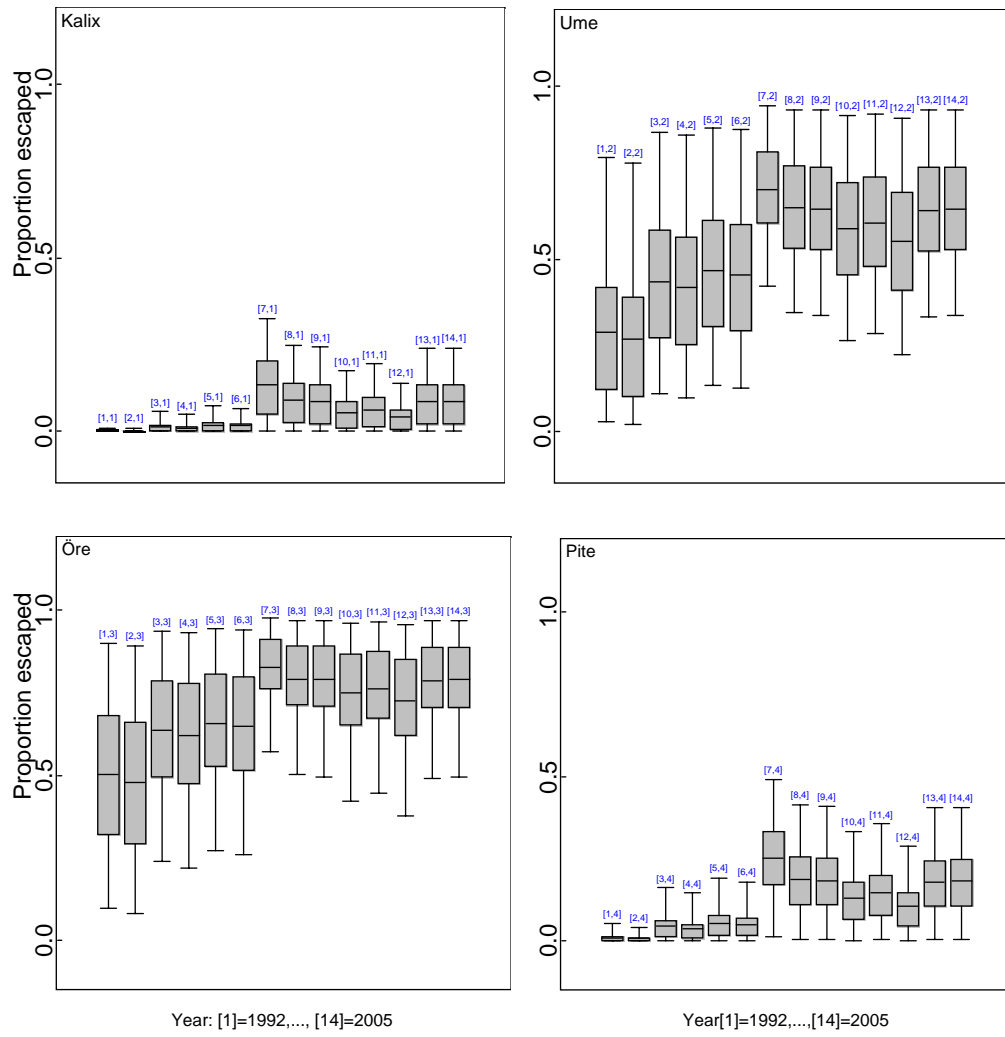 Kalix
Proportion escaped
1.0
0.5
0.0
[1,1] [2,1] [3,1] [4,1] [5,1] [6,1] [7,1] [8,1] [9,1] [10,1] [11,1] [12,1] [13,1] [14,1]
Ume
1.0
0.5
0.0
[1,2] [2,2] [3,2] [4,2] [5,2] [6,2] [7,2] [8,2] [9,2] [10,2] [11,2] [12,2] [13,2] [14,2]
Öre
Proportion escaped
1.0
0.5
0.0
[1,3] [2,3] [3,3] [4,3] [5,3] [6,3] [7,3] [8,3] [9,3] [10,3] [11,3] [12,3] [13,3] [14,3]
Year: [1]=1992,..., [14]=2005
Pite
1.0
0.5
0.0
[1,4] [2,4] [3,4] [4,4] [5,4] [6,4] [7,4] [8,4] [9,4] [10,4] [11,4] [12,4] [13,4] [14,4]
Year[1]=1992,...,[14]=2005